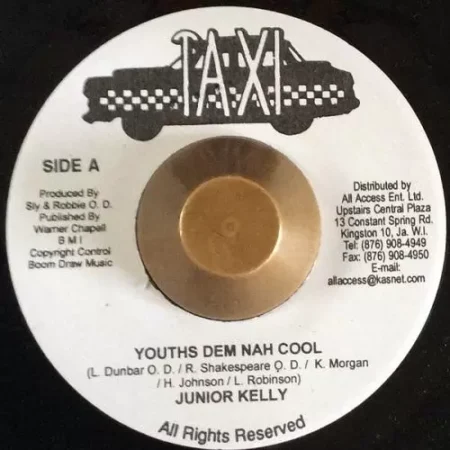 TAXI
SIDE A
Produced By
Sly & Robbie O. D.
Published By
Warner Chapell
B M I
Copyright Control
Boom Draw Music
Distributed by
All Access Ent. Ltd.
Upstairs Central Plaza
13 Constant Spring Rd.
Kingston 10, Ja. W.I.
Tel: (876) 908-4949
Fax: (876) 908-4950
E-mail:
allaccess@kasnet.com
YOUTHS DEM NAH COOL
(L. Dunbar O. D. / R. Shakespeare O. D. / K. Morgan
/ H. Johnson / L. Robinson)
JUNIOR KELLY
All Rights Reserved